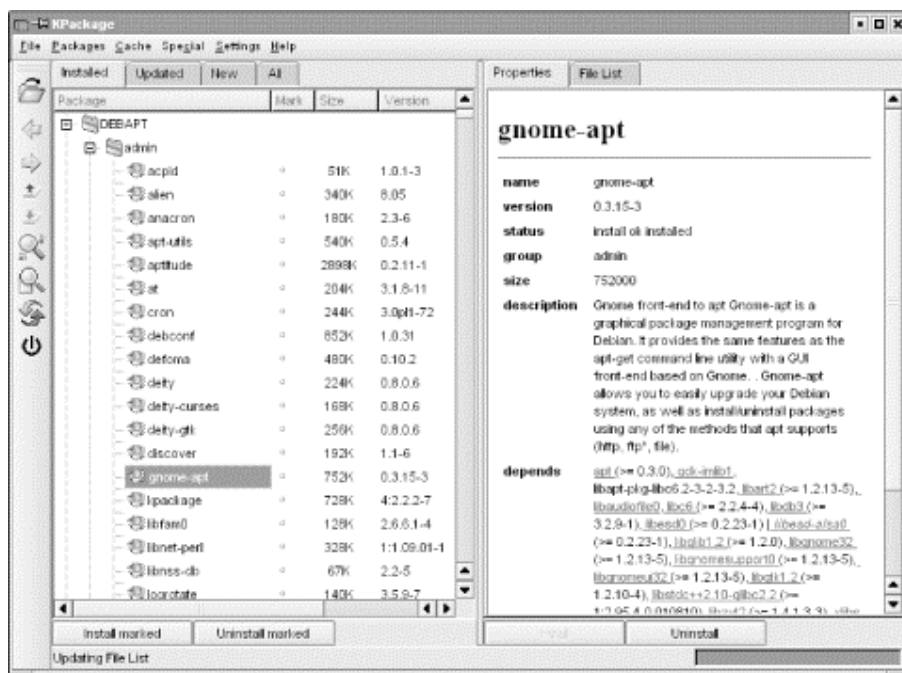 KPackage
File Packages Cache Special Settings Help
Installed Updated New All
Package Mark Size Version
DEBAPT
admin
acpid 51K 1.0.1-3
alien 340K 8.05
anacron 180K 2.3-6
apt-utils 540K 0.5.4
aptitude 2898K 0.2.11-1
at 204K 3.1.8-11
cron 244K 3.0pl1-72
debconf 852K 1.0.31
defoma 480K 0.10.2
deity 224K 0.8.0.6
deity-curses 168K 0.8.0.6
deity-gtk 256K 0.8.0.6
discover 192K 1.1-6
gnome-apt 752K 0.3.15-3
kpackage 728K 4:2.2.2-7
libfam0 128K 2.6.6.1-4
libnet-perl 328K 1:1.09.01-1
libnss-db 67K 2.2-5
logrotate 140K 3.5.9-7
Install marked Uninstall marked
Updating File List
Properties File List
gnome-apt
name gnome-apt
version 0.3.15-3
status install ok installed
group admin
size 752000
description Gnome front-end to apt Gnome-apt is a
graphical package management program for
Debian. It provides the same features as the
apt-get command line utility with a GUI
front-end based on Gnome. . Gnome-apt
allows you to easily upgrade your Debian
system, as well as install/uninstall packages
using any of the methods that apt supports
(http, ftp*, file).
depends apt (>= 0.3.0), gdk-imlib1,
libapt-pkg-libc6.2-3-2-3.2, libart2 (>= 1.2.13-5),
libaudiofile0, libc6 (>= 2.2.4-4), libdb3 (>=
3.2.9-1), libesd0 (>= 0.2.23-1) | libesd-alsa0
(>= 0.2.23-1), libglib1.2 (>= 1.2.0), libgnome32
(>= 1.2.13-5), libgnomesupport0 (>= 1.2.13-5),
libgnomeui32 (>= 1.2.13-5), libgtk1.2 (>=
1.2.10-4), libstdc++2.10-glibc2.2 (>=
1:2.95.4-0.010810), (>= 1.4.1.3.3),
Uninstall